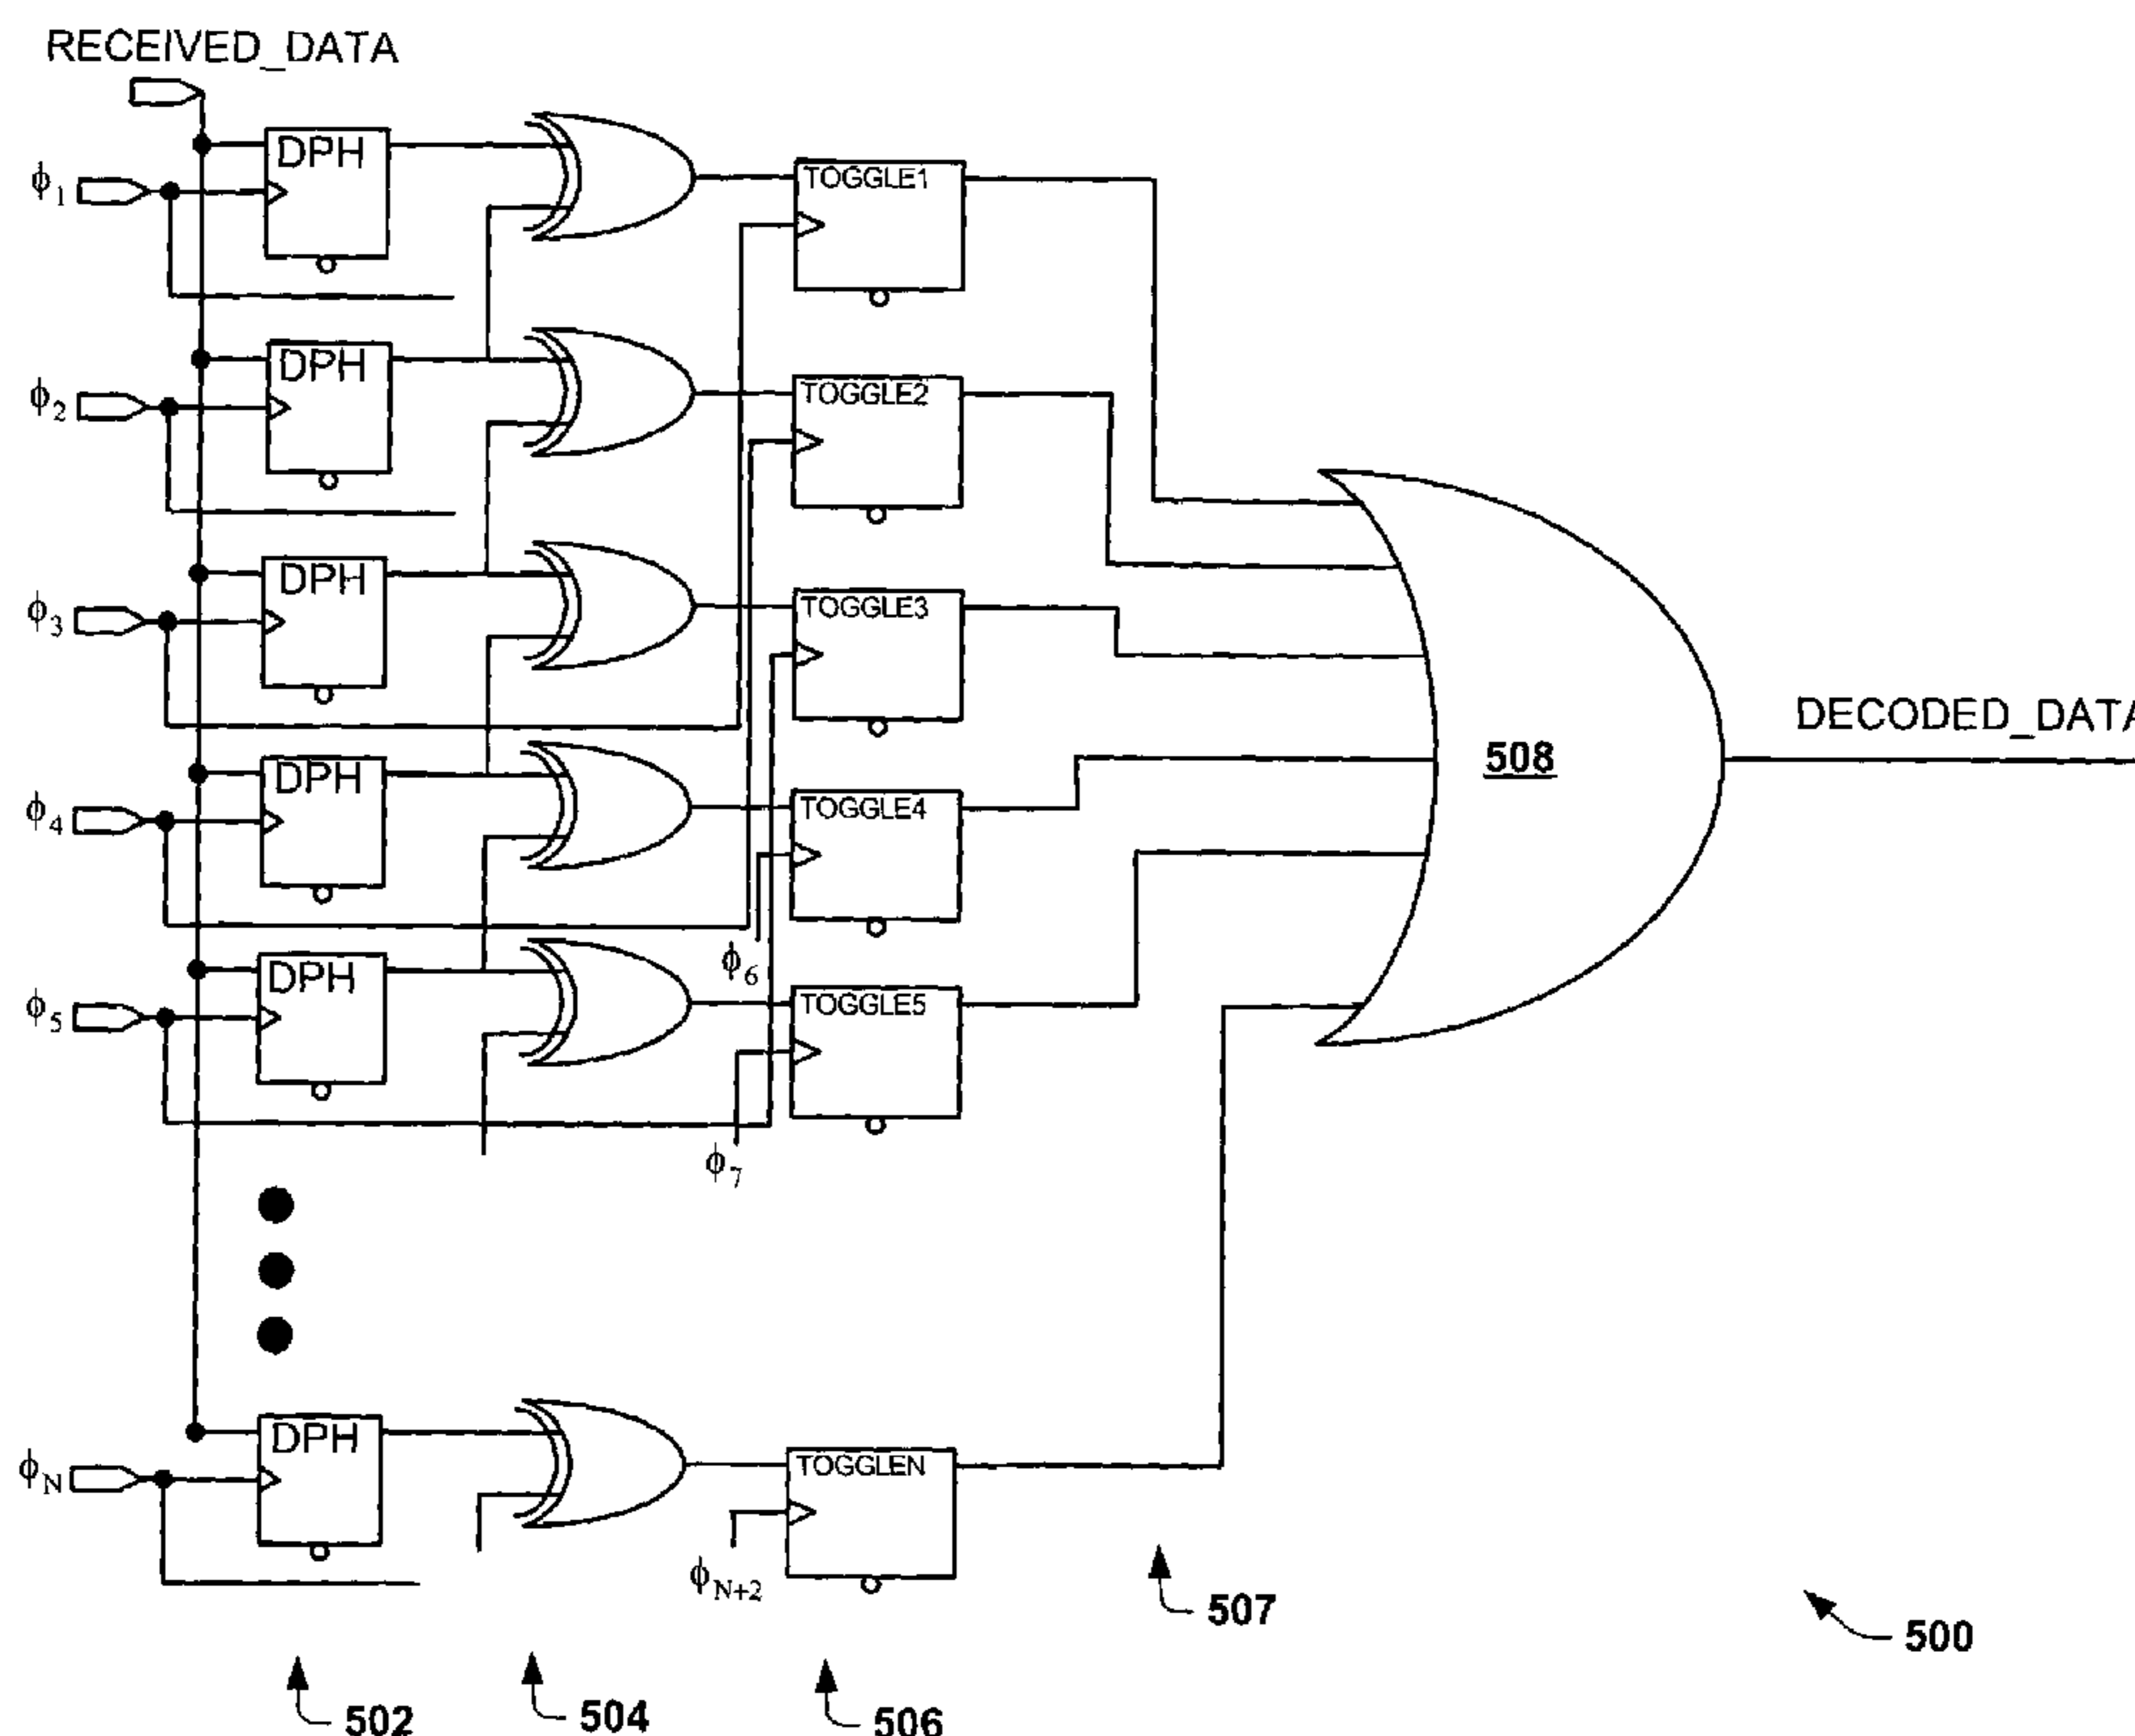 RECEIVED_DATA
DPH
ϕ1
TOGGLE1
DPH
ϕ2
TOGGLE2
DPH
ϕ3
TOGGLE3
DECODED_DATA
508
DPH
ϕ4
TOGGLE4
ϕ6
DPH
ϕ5
TOGGLE5
ϕ7
DPH
ϕN
TOGGLEN
ϕN+2
507
500
502
504
506